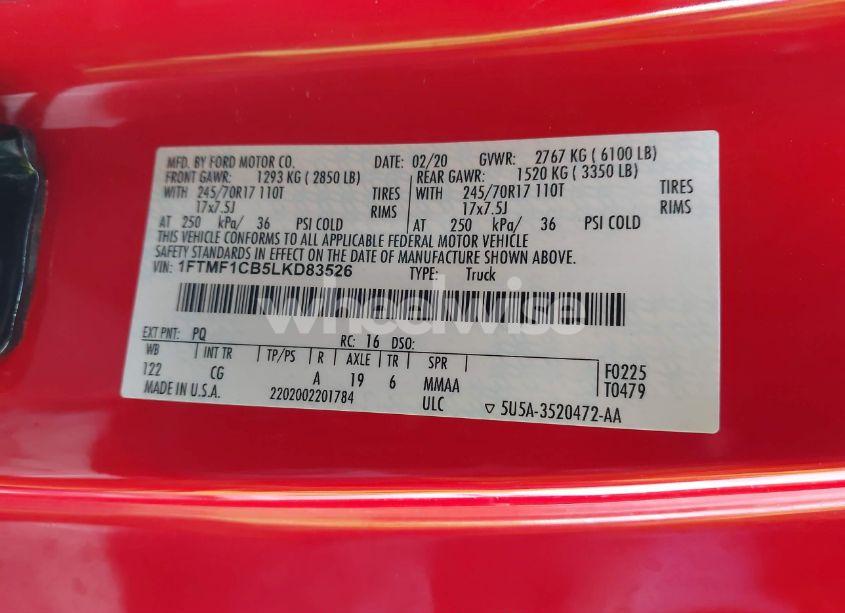 MFD. BY FORD MOTOR CO. DATE: 02/20 GVWR: 2767 KG ( 6100 LB)
FRONT GAWR: 1293 KG ( 2850 LB) REAR GAWR: 1520 KG ( 3350 LB)
WITH 245/70R17 110T TIRES WITH 245/70R17 110T TIRES
17x7.5J RIMS 17x7.5J RIMS
AT 250 kPa/ 36 PSI COLD AT 250 kPa/ 36 PSI COLD
THIS VEHICLE CONFORMS TO ALL APPLICABLE FEDERAL MOTOR VEHICLE
SAFETY STANDARDS IN EFFECT ON THE DATE OF MANUFACTURE SHOWN ABOVE.
VIN: 1FTMF1CB5LKD83526 TYPE: Truck
wheelwise
EXT PNT: PQ RC: 16 DSO:
WB INT TR TP/PS R AXLE TR SPR F0225
122 CG A 19 6 MMAA T0479
MADE IN U.S.A. 2202002201784 ULC ▽ 5U5A-3520472-AA